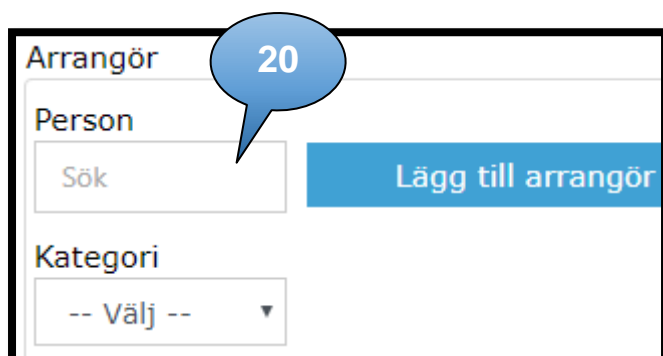 Arrangör
20
Person
Sök
Lägg till arrangör
Kategori
-- Välj --